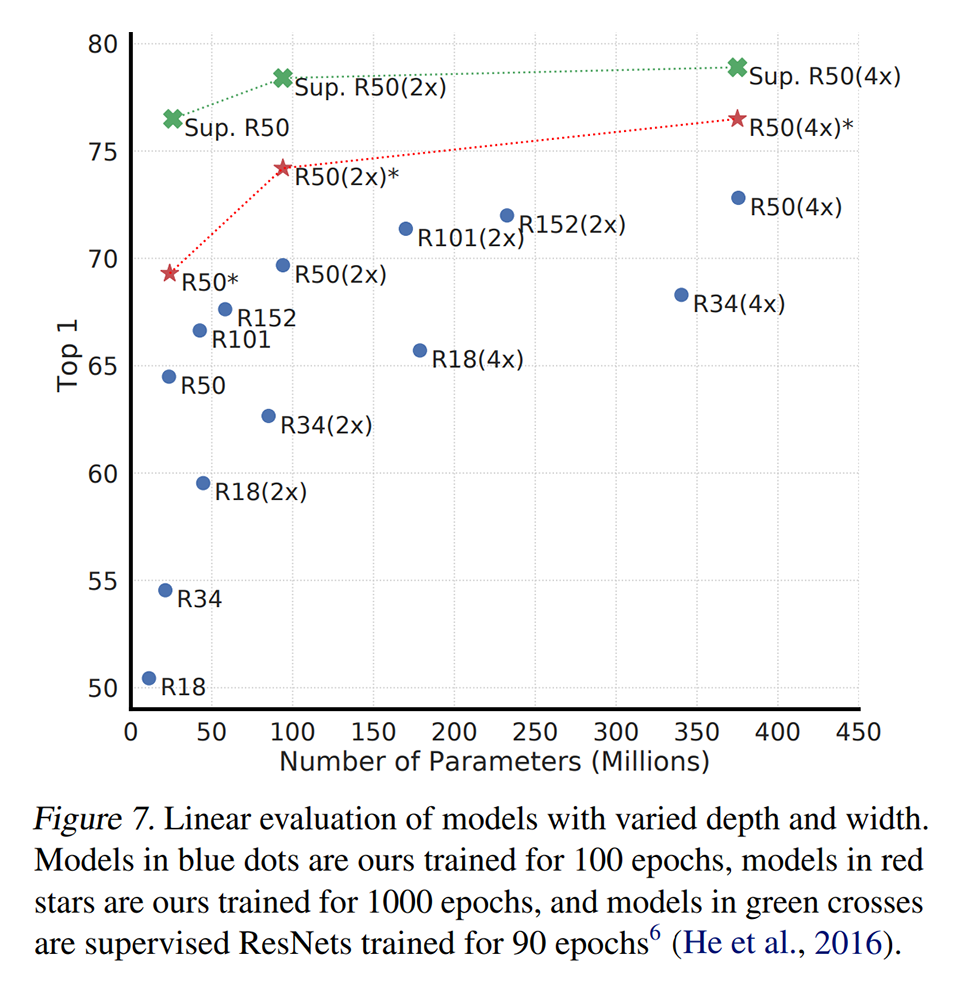 80
75
70
65
60
55
50
Top 1
Sup. R50
Sup. R50(2x)
Sup. R50(4x)
R50*
R50(2x)*
R50(4x)*
R101(2x)
R152(2x)
R50(4x)
R50(2x)
R34(4x)
R152
R101
R18(4x)
R50
R34(2x)
R18(2x)
R34
R18
0 50 100 150 200 250 300 350 400 450
Number of Parameters (Millions)
Figure 7. Linear evaluation of models with varied depth and width.
Models in blue dots are ours trained for 100 epochs, models in red
stars are ours trained for 1000 epochs, and models in green crosses
are supervised ResNets trained for 90 epochs⁶ (He et al., 2016).